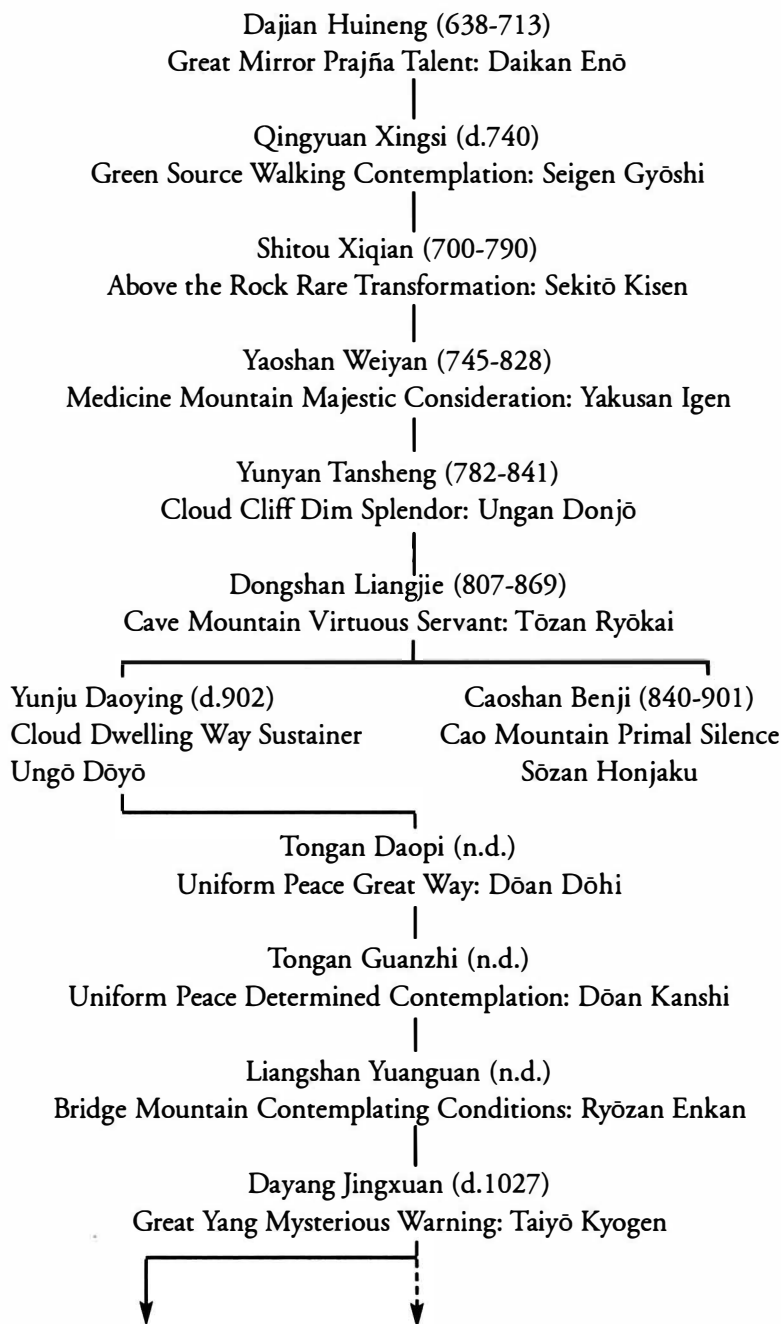 Dajian Huineng (638-713)
Great Mirror Prajña Talent: Daikan Enō
Qingyuan Xingsi (d.740)
Green Source Walking Contemplation: Seigen Gyōshi
Shitou Xiqian (700-790)
Above the Rock Rare Transformation: Sekitō Kisen
Yaoshan Weiyan (745-828)
Medicine Mountain Majestic Consideration: Yakusan Igen
Yunyan Tansheng (782-841)
Cloud Cliff Dim Splendor: Ungan Donjō
Dongshan Liangjie (807-869)
Cave Mountain Virtuous Servant: Tōzan Ryōkai
Yunju Daoying (d.902)
Cloud Dwelling Way Sustainer
Ungō Dōyō
Caoshan Benji (840-901)
Cao Mountain Primal Silence
Sōzan Honjaku
Tongan Daopi (n.d.)
Uniform Peace Great Way: Dōan Dōhi
Tongan Guanzhi (n.d.)
Uniform Peace Determined Contemplation: Dōan Kanshi
Liangshan Yuanguan (n.d.)
Bridge Mountain Contemplating Conditions: Ryōzan Enkan
Dayang Jingxuan (d.1027)
Great Yang Mysterious Warning: Taiyō Kyogen